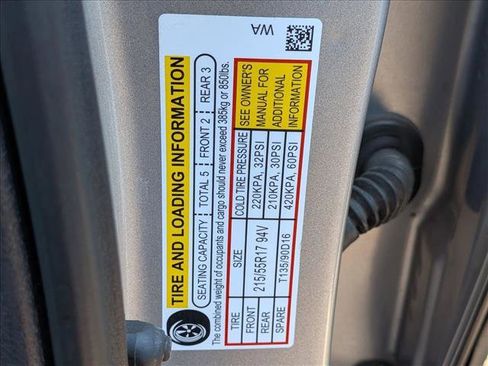 WA
TIRE AND LOADING INFORMATION
SEATING CAPACITY TOTAL 5 FRONT 2 REAR 3
The combined weight of occupants and cargo should never exceed 385kg or 850lbs.
TIRE SIZE COLD TIRE PRESSURE
FRONT 215/55R17 94V 220KPA, 32PSI
REAR 210KPA, 30PSI
SPARE T135/90D16 420KPA, 60PSI
SEE OWNER'S
MANUAL FOR
ADDITIONAL
INFORMATION